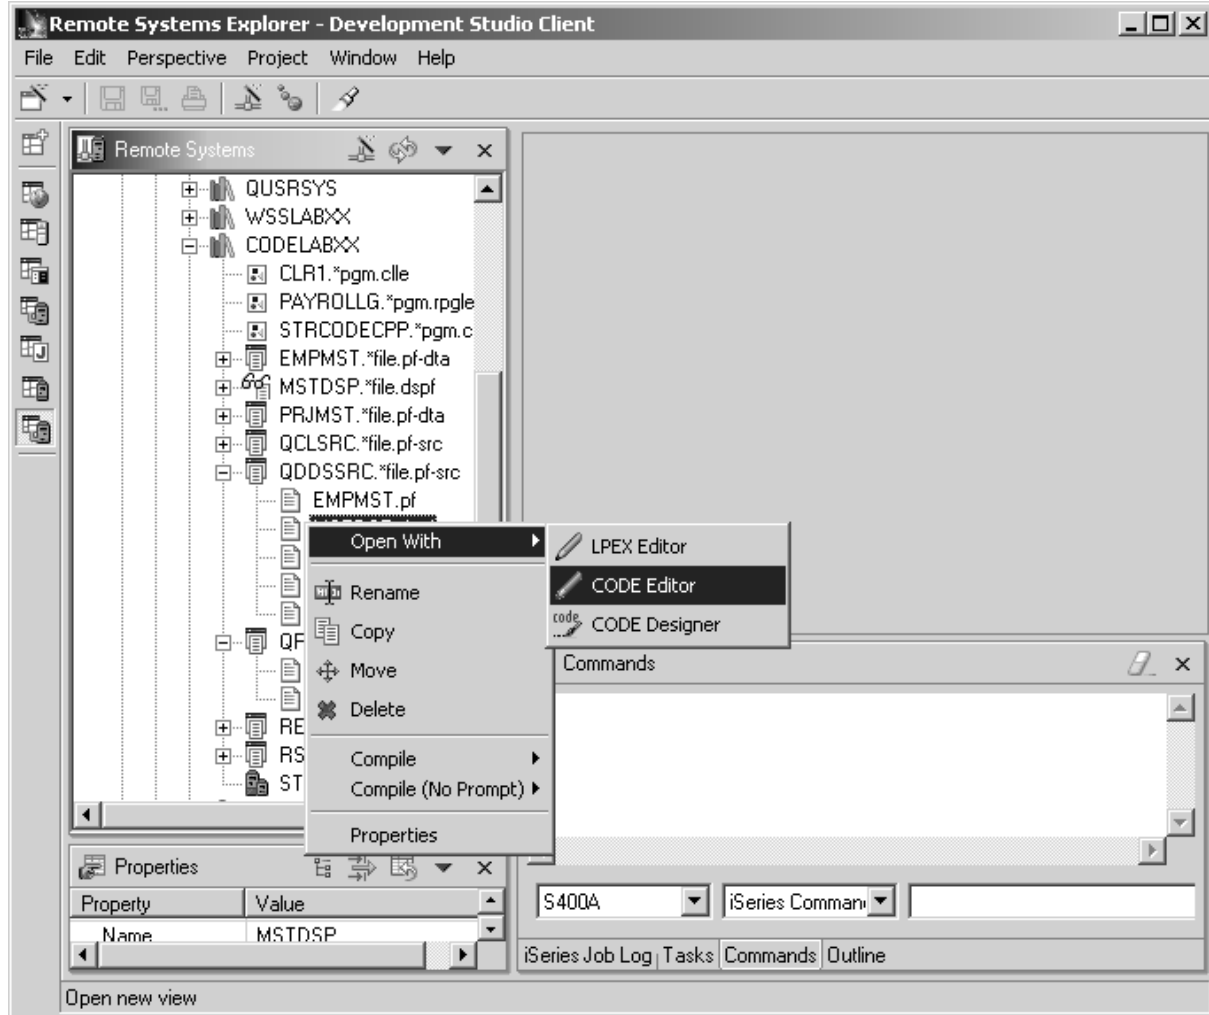 Remote Systems Explorer - Development Studio Client
File Edit Perspective Project Window Help
Remote Systems
QUSRSYS
WSSLABXX
CODELABXX
CLR1.*pgm.clle
PAYROLLG.*pgm.rpgle
STRCODECPP.*pgm.c
EMPMST.*file.pf-dta
MSTDSP.*file.dspf
PRJMST.*file.pf-dta
QCLSRC.*file.pf-src
QDDSSRC.*file.pf-src
EMPMST.pf
Open With
LPEX Editor
CODE Editor
code CODE Designer
Rename
Copy
Move
Delete
Compile
Compile (No Prompt)
Properties
RE
RS
ST
Commands
Properties
Property Value
Name MSTDSP
S400A iSeries Comman
iSeries Job Log Tasks Commands Outline
Open new view